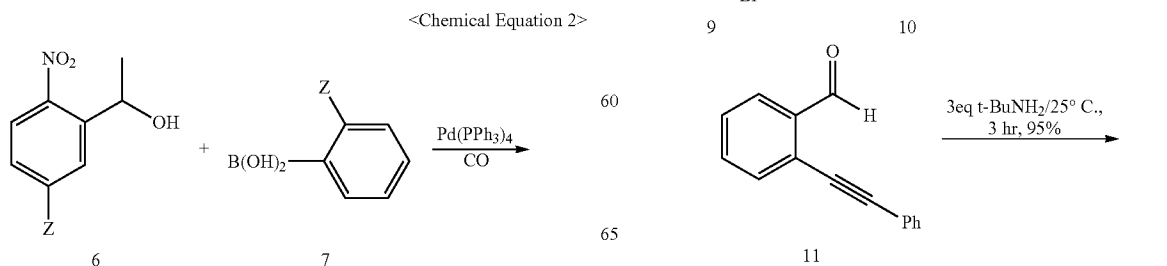 <Chemical Equation 2>
NO2
OH
Z
6
+
Z
B(OH)2
7
Pd(PPh3)4
CO
60
65
9
10
O
H
Ph
11
3eq t-BuNH2/25° C.,
3 hr, 95%